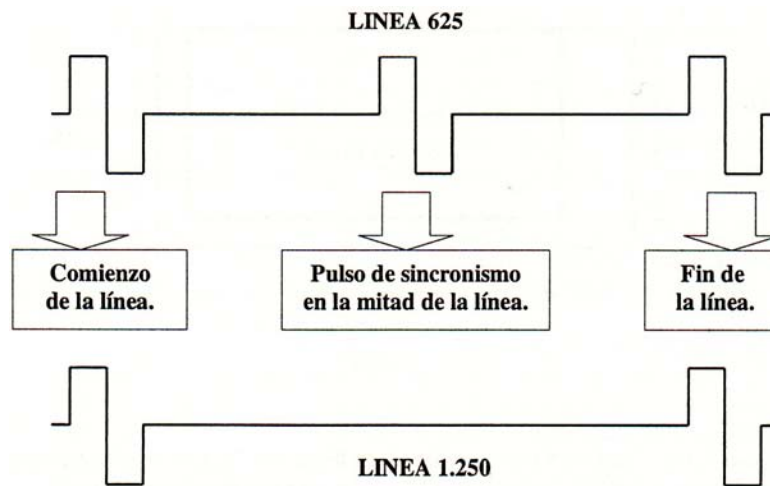 LINEA 625
Comienzo
de la línea.
Pulso de sincronismo
en la mitad de la línea.
Fin de
la línea.
LINEA 1.250